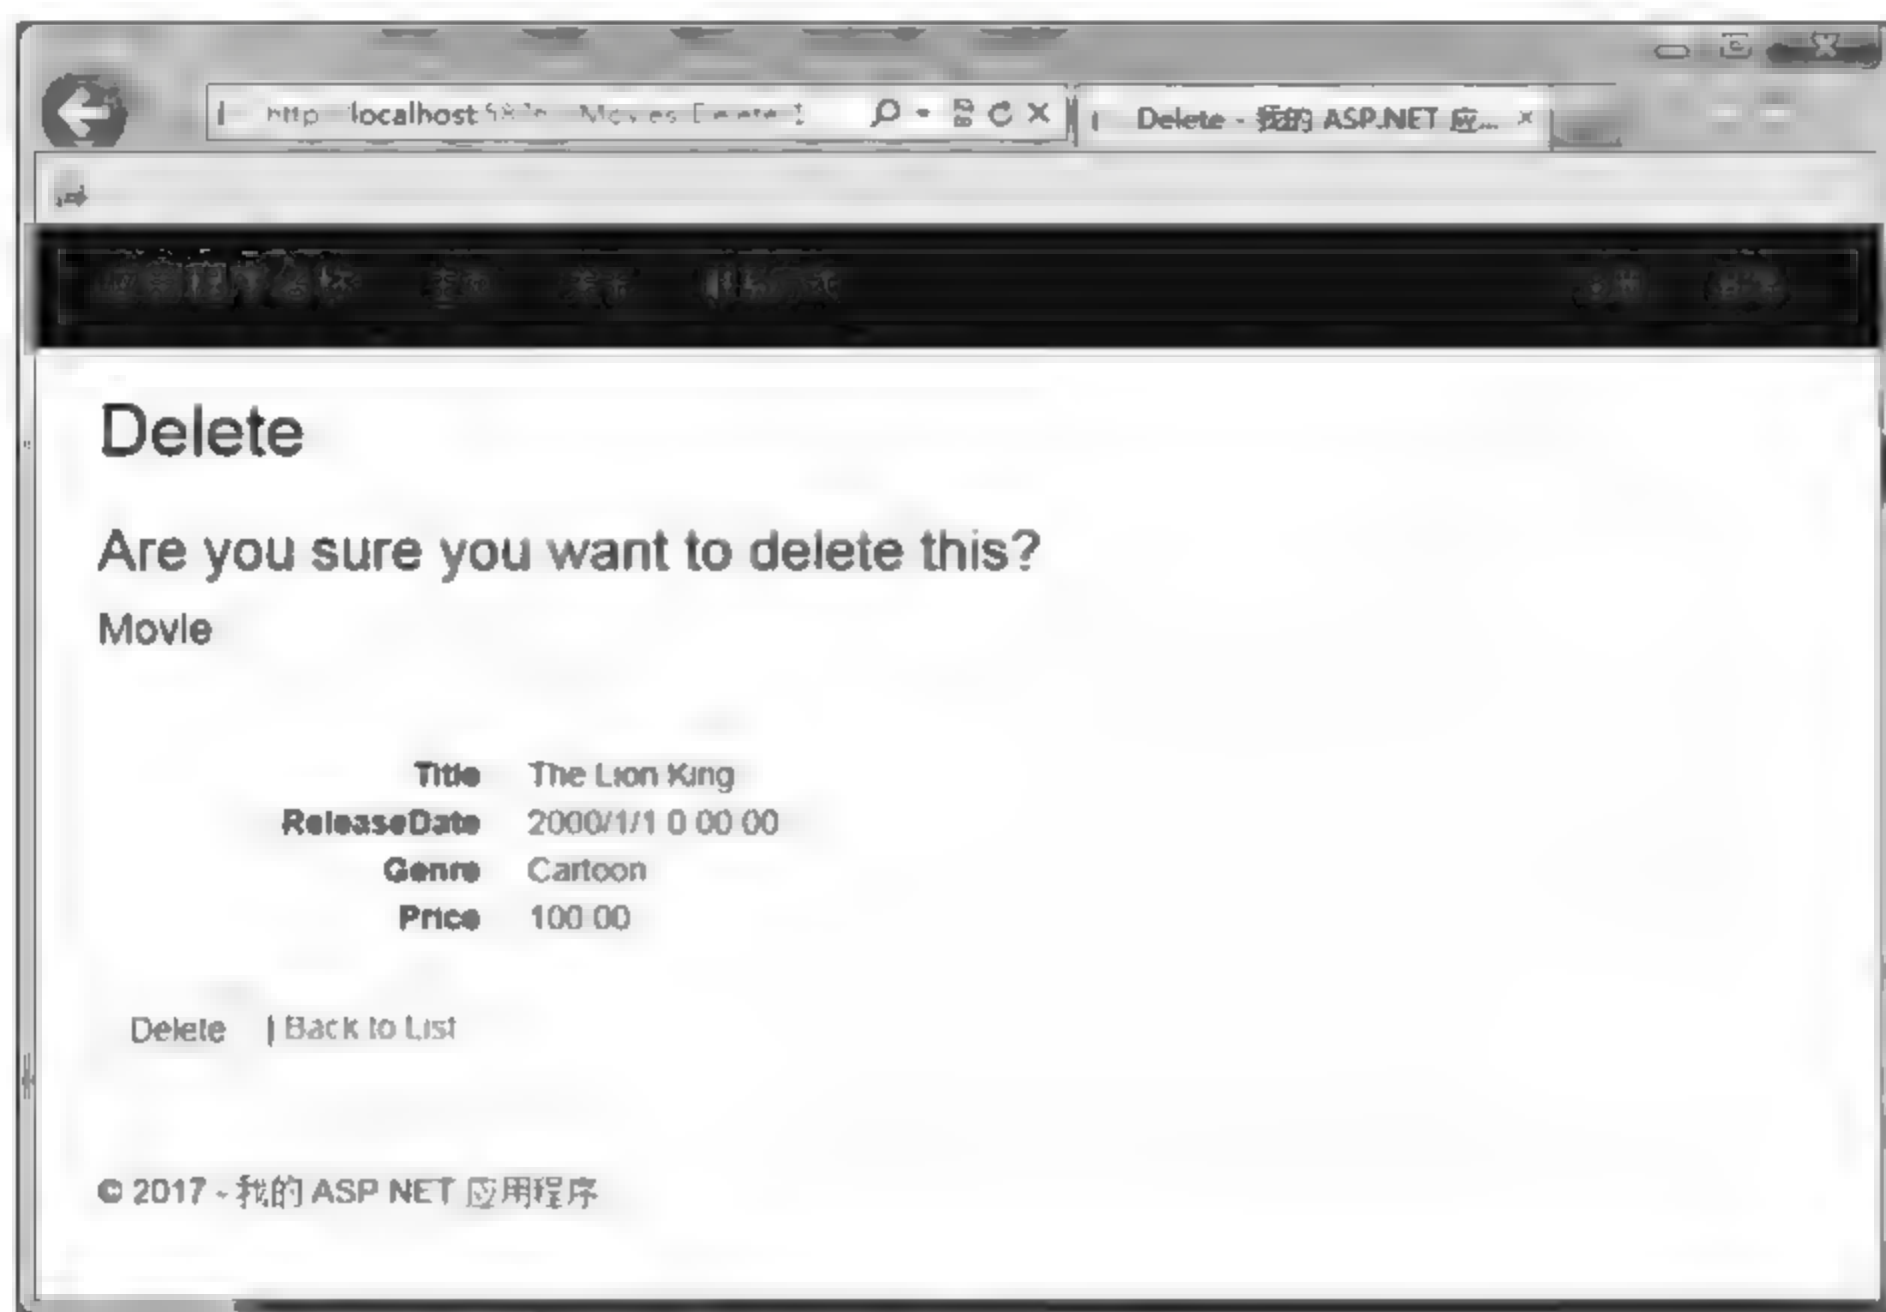 http localhost Movies
Delete - 我的 ASP.NET 应... ×
Delete
Are you sure you want to delete this?
Movie
Title The Lion King
ReleaseDate 2000/1/1 0 00 00
Genre Cartoon
Price 100 00
Delete | Back to List
© 2017 - 我的 ASP NET 应用程序